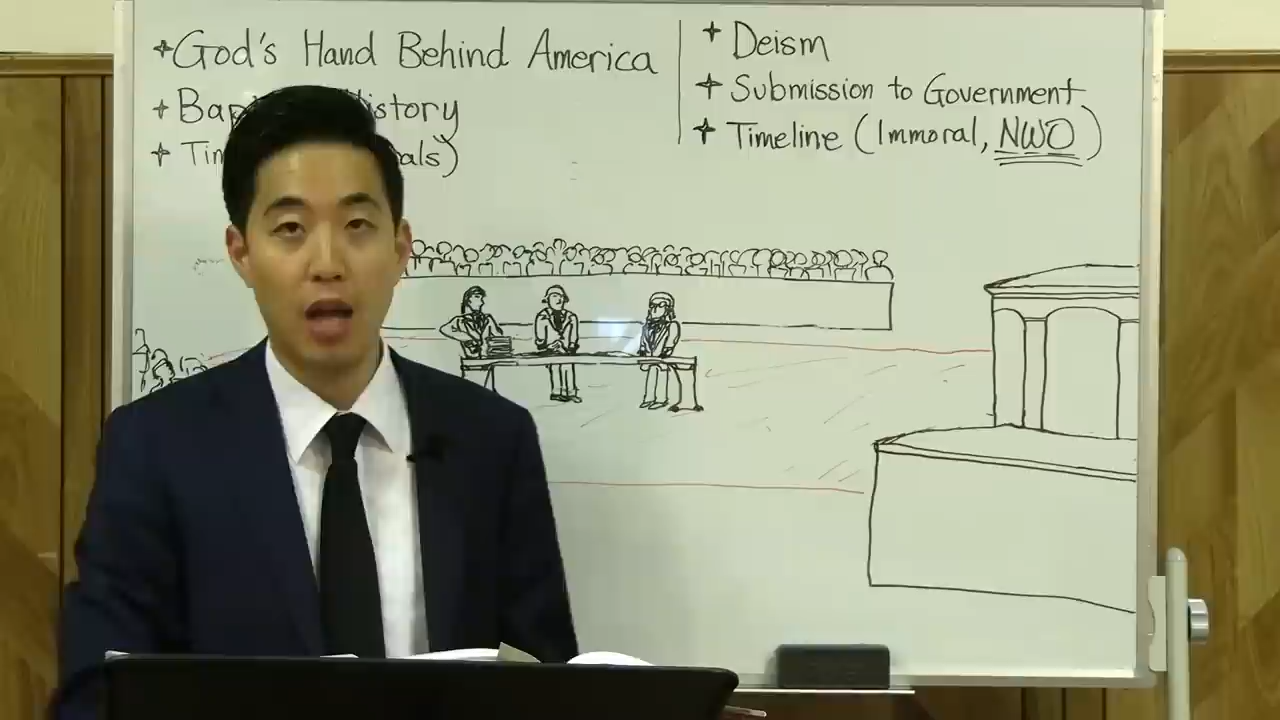 God's Hand Behind America
Bap History
Tim als)
Deism
Submission to Government
Timeline (Immoral, NWO)